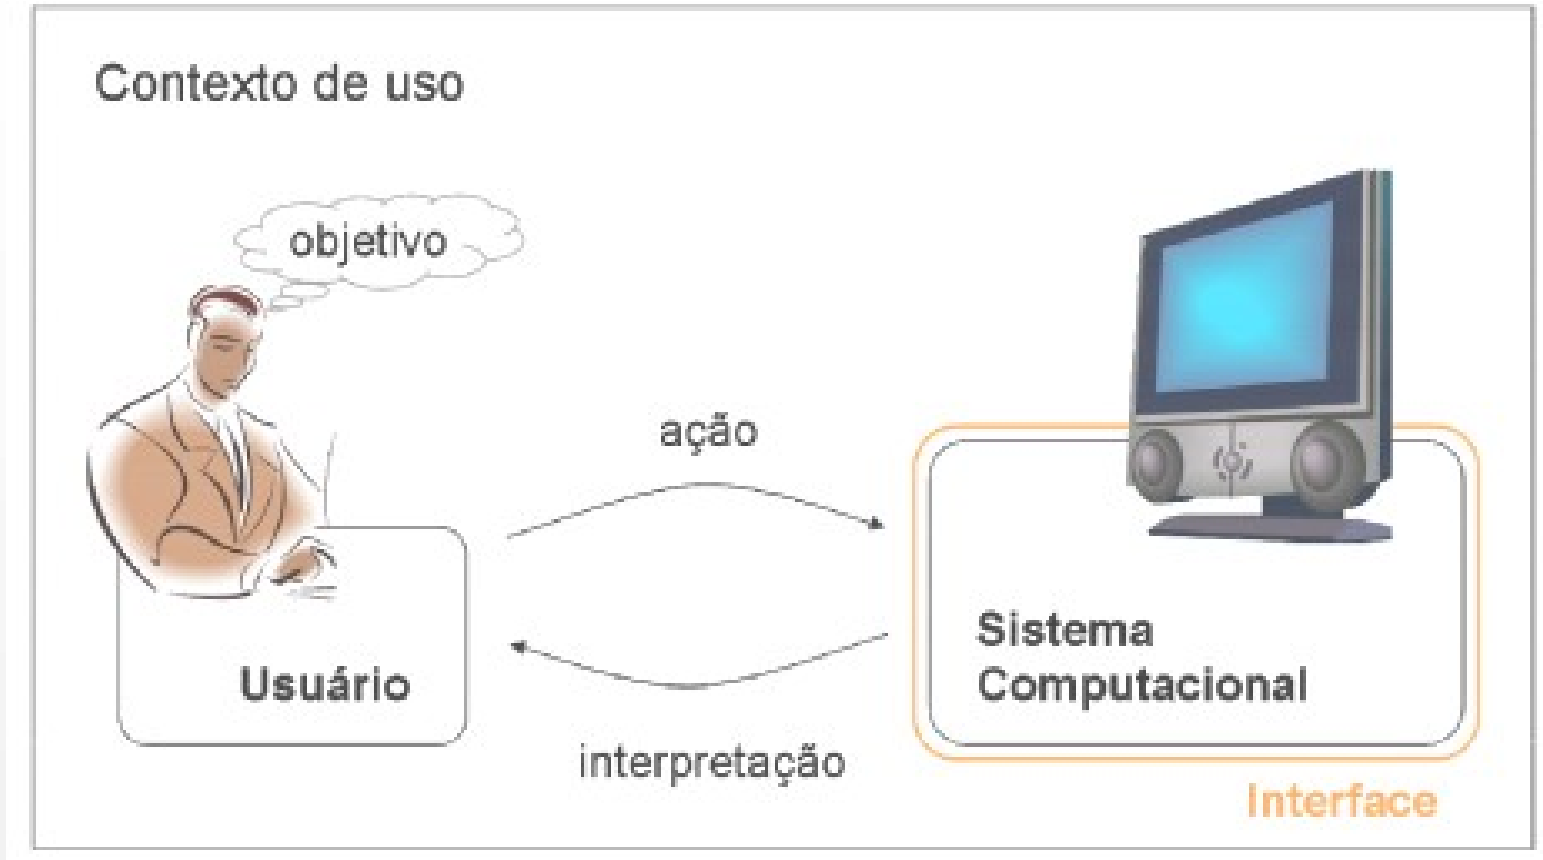 Contexto de uso
objetivo
ação
Usuário
Sistema
Computacional
interpretação
Interface